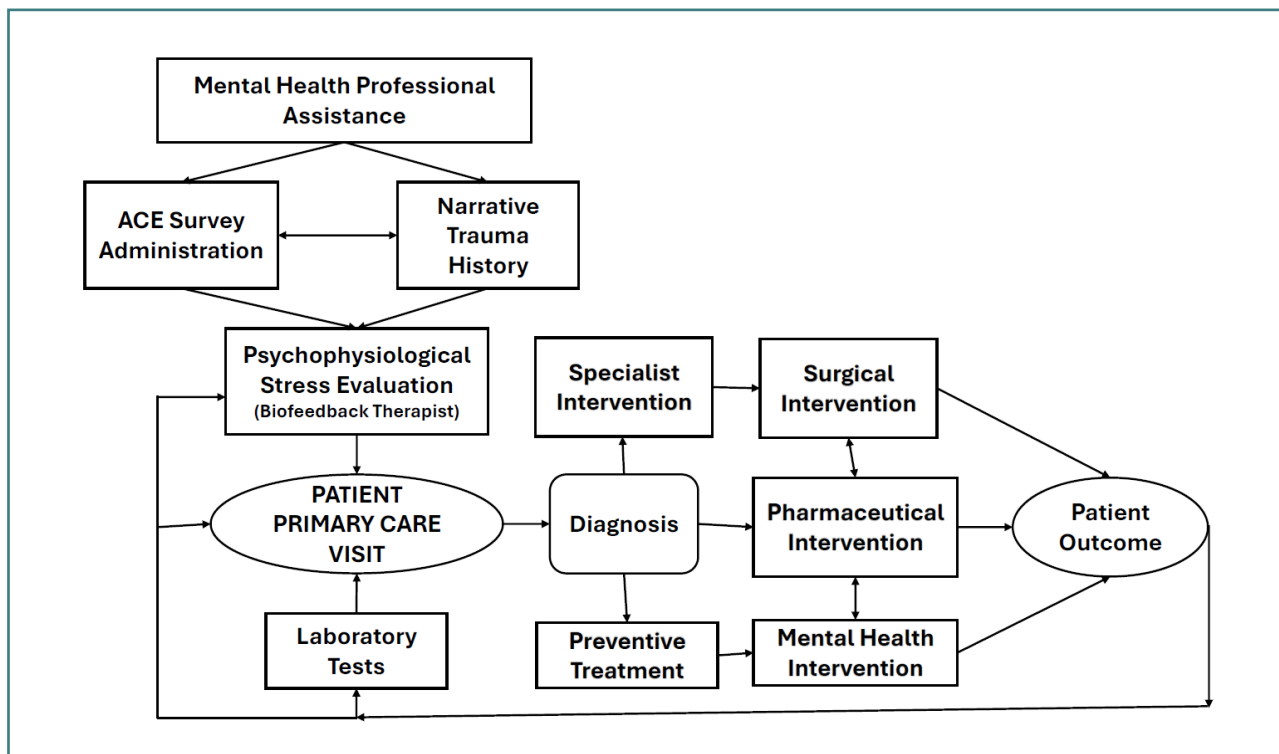 Mental Health Professional
Assistance
ACE Survey
Administration
Narrative
Trauma
History
Psychophysiological
Stress Evaluation
(Biofeedback Therapist)
Specialist
Intervention
Surgical
Intervention
PATIENT
PRIMARY CARE
VISIT
Diagnosis
Pharmaceutical
Intervention
Patient
Outcome
Laboratory
Tests
Preventive
Treatment
Mental Health
Intervention